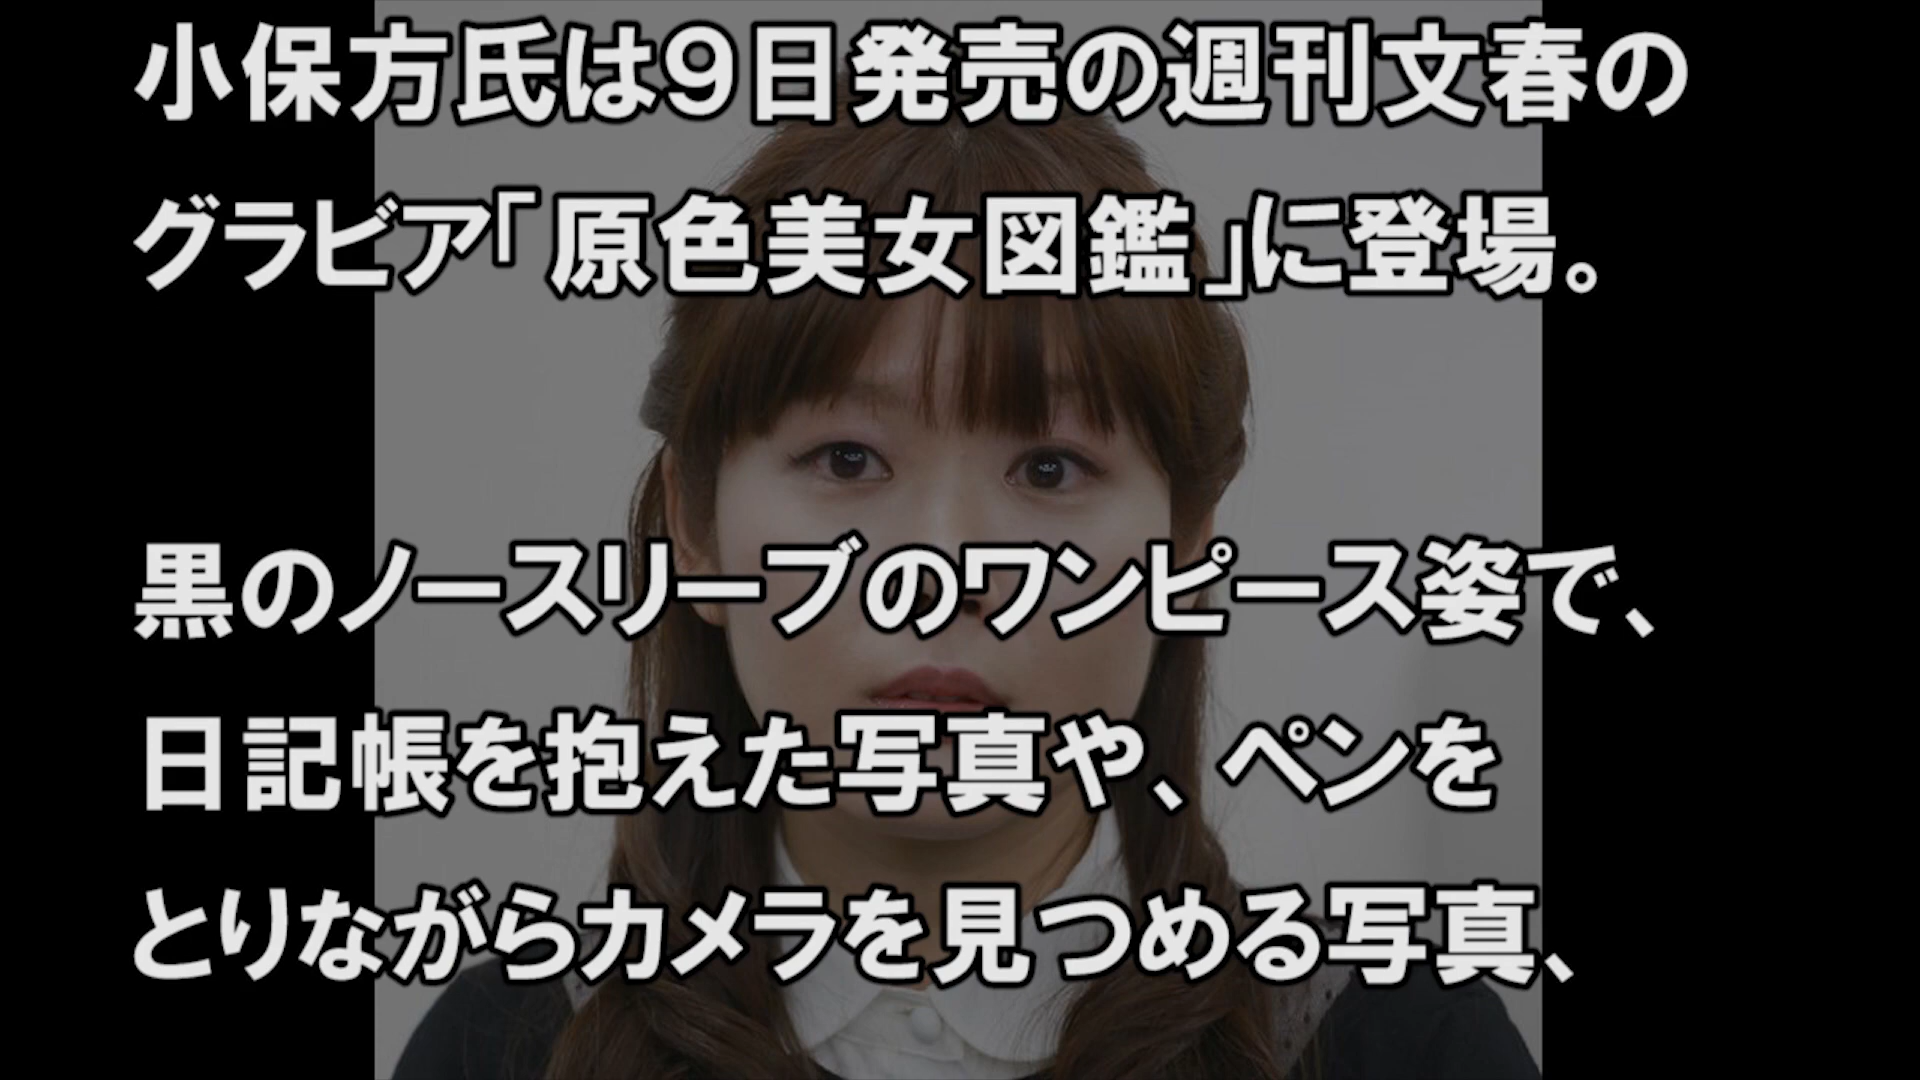 小保方氏は９日発売の週刊文春の
グラビア「原色美女図鑑」に登場。
黒のノースリーブのワンピース姿で、
日記帳を抱えた写真や、ペンを
とりながらカメラを見つめる写真、